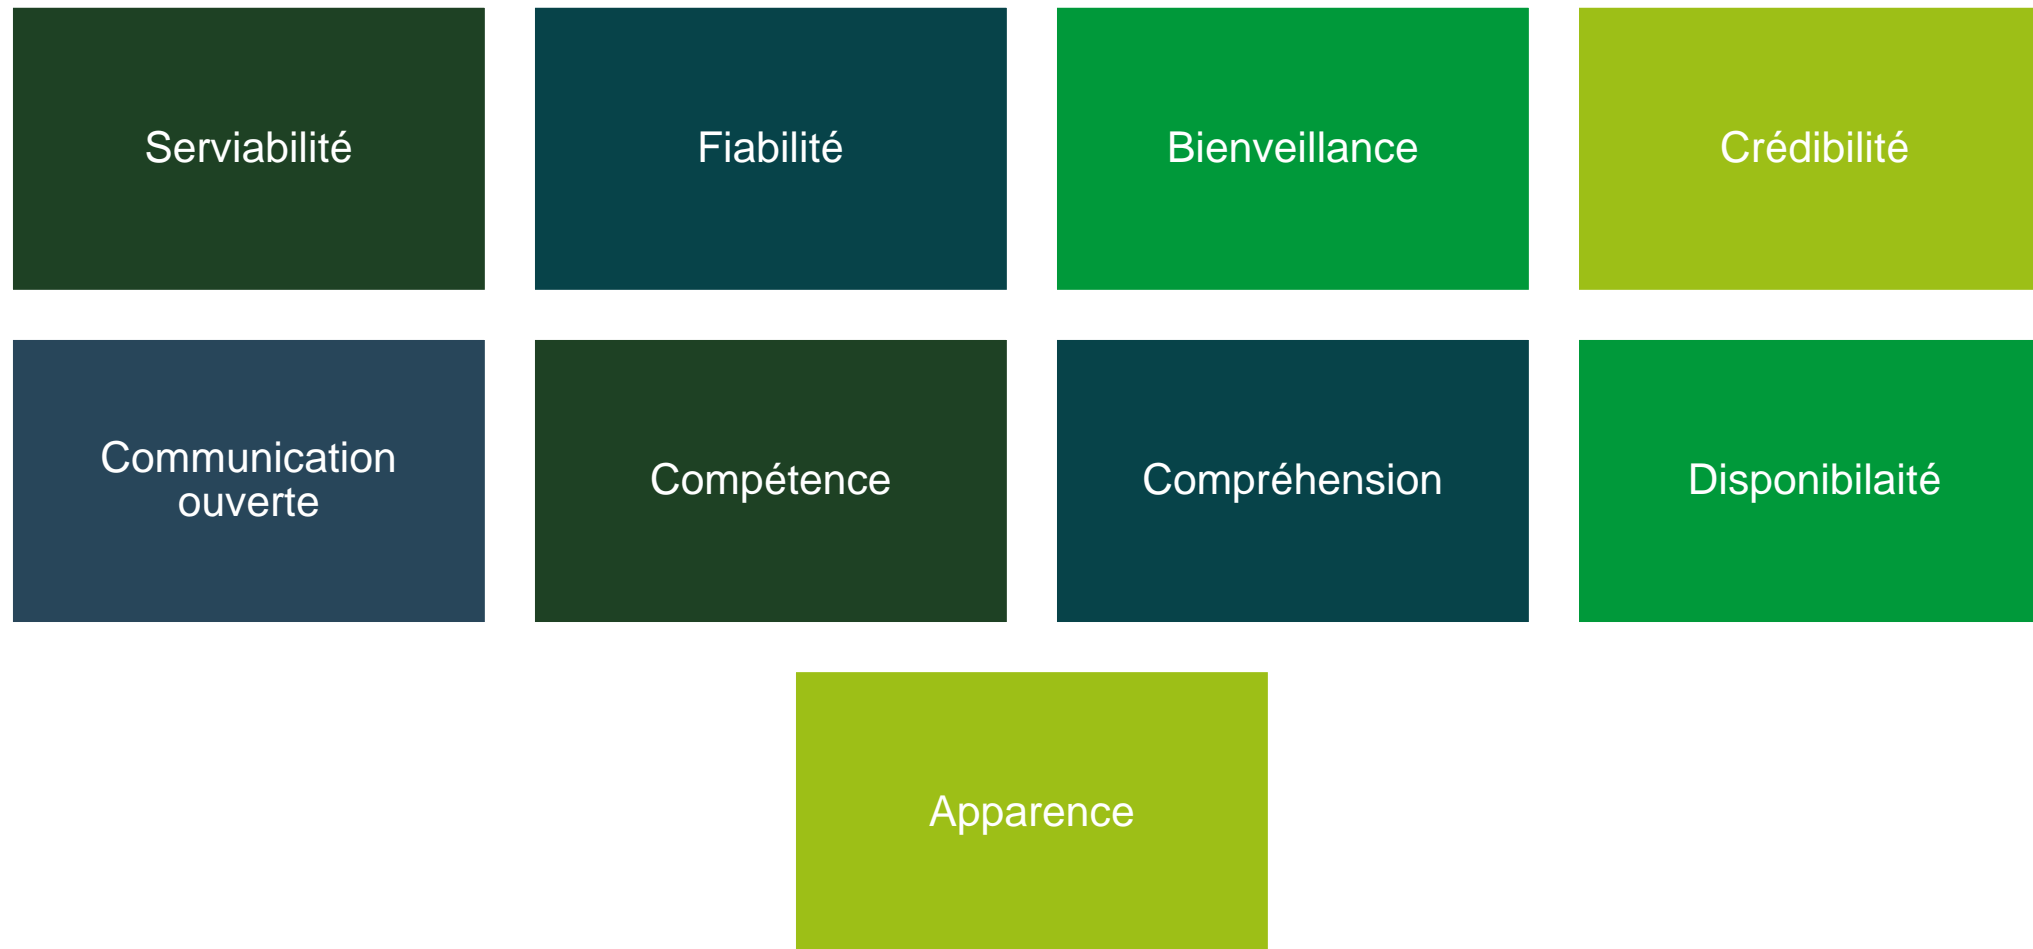 Serviabilité
Fiabilité
Bienveillance
Crédibilité
Communication
ouverte
Compétence
Compréhension
Disponibilaité
Apparence